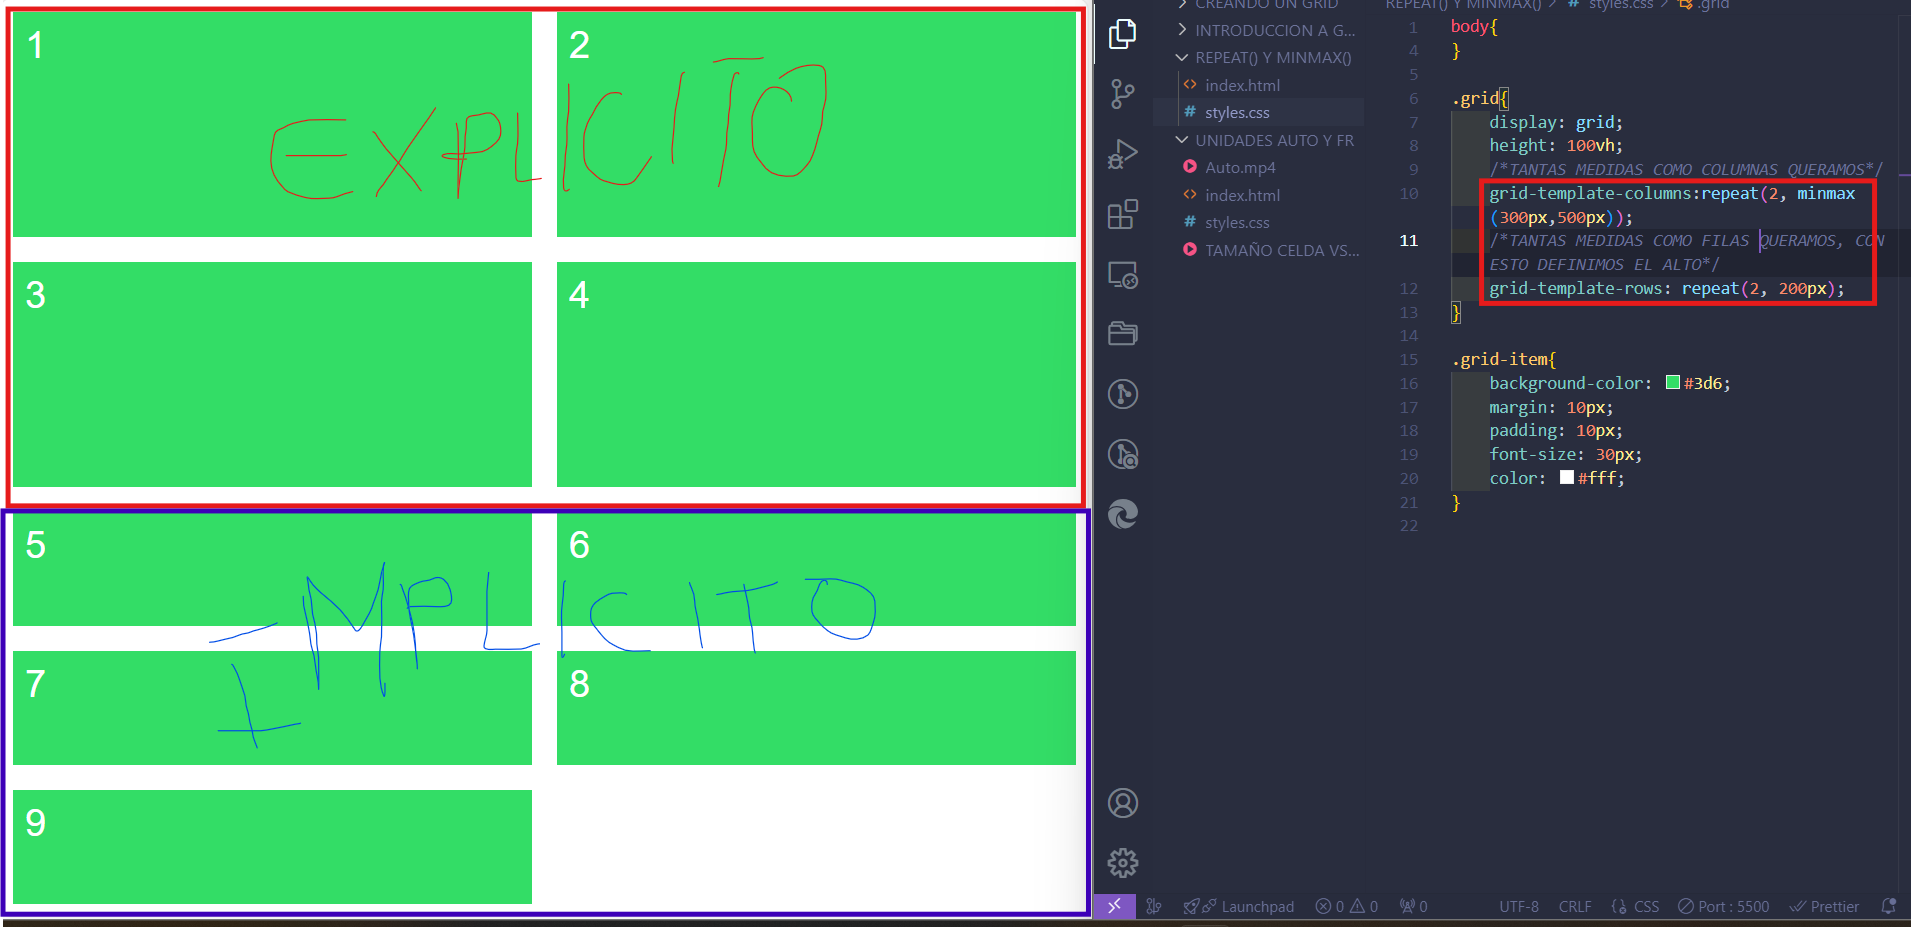 1
2
EXPLICITO
3
4
5
6
IMPLICITO
7
8
9
CREANDO UN GRID
INTRODUCCION A G...
REPEAT() Y MINMAX()
index.html
styles.css
UNIDADES AUTO Y FR
Auto.mp4
index.html
styles.css
TAMAÑO CELDA VS...
REPEAT() Y MINMAX() > # styles.css > .grid
1 body{
4 }
5
6 .grid{
7 display: grid;
8 height: 100vh;
9 /*TANTAS MEDIDAS COMO COLUMNAS QUERAMOS*/
10 grid-template-columns:repeat(2, minmax
(300px,500px));
11 /*TANTAS MEDIDAS COMO FILAS QUERAMOS, CON
ESTO DEFINIMOS EL ALTO*/
12 grid-template-rows: repeat(2, 200px);
13 }
14
15 .grid-item{
16 background-color: #3d6;
17 margin: 10px;
18 padding: 10px;
19 font-size: 30px;
20 color: #fff;
21 }
22
Launchpad 0 0 0 UTF-8 CRLF {} CSS Port : 5500 Prettier